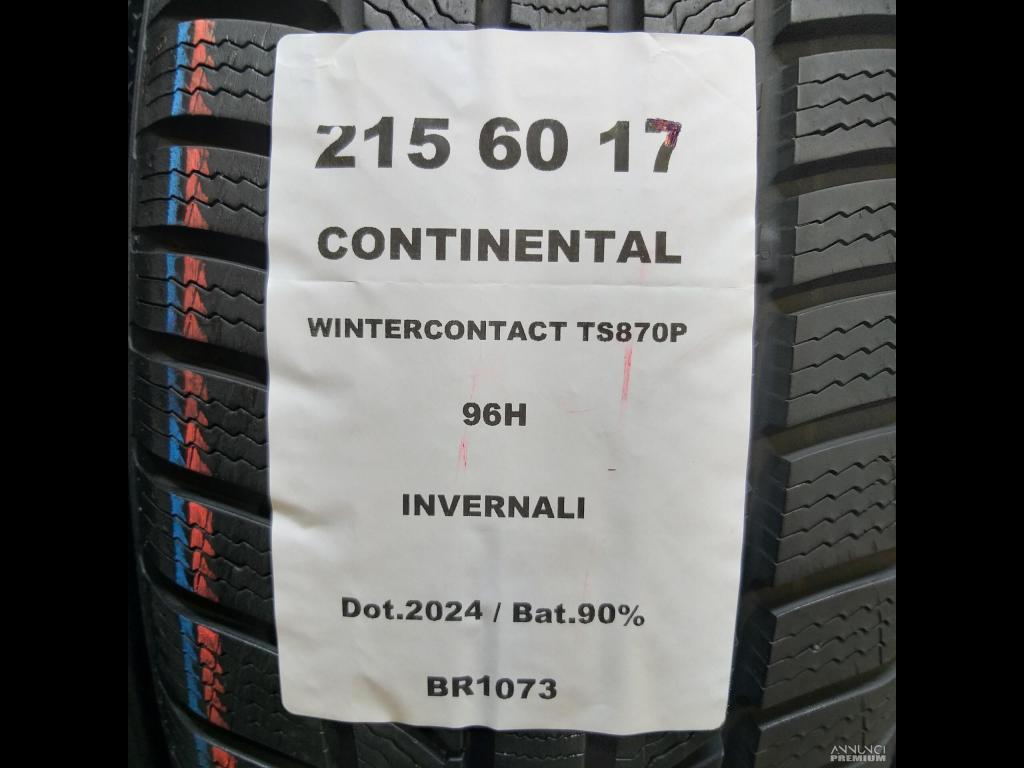 215 60 17
CONTINENTAL
WINTERCONTACT TS870P
96H
INVERNALI
Dot.2024 / Bat.90%
BR1073
ANNUNCI
PREMIUM